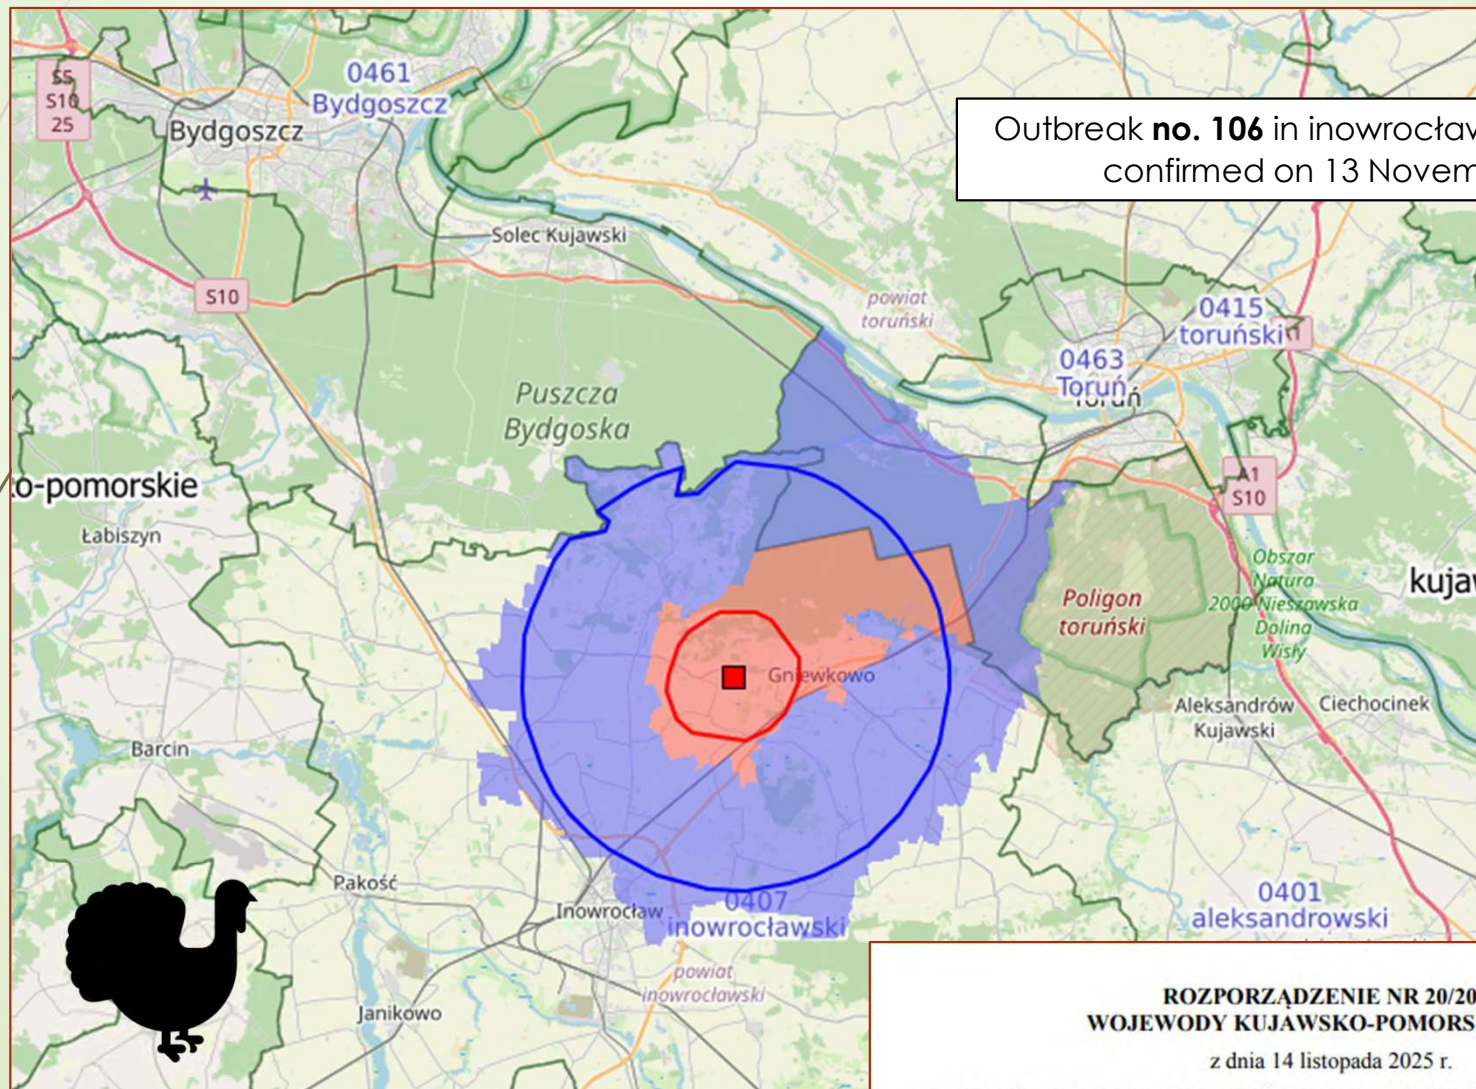 S5
S10
25
0461
Bydgoszcz
Bydgoszcz
Outbreak no. 106 in inowrocław
confirmed on 13 Novem
Solec Kujawski
S10
powiat
toruński
0415
toruński
0463
Toruń
Toruń
Puszcza
Bydgoska
o-pomorskie
A1
S10
Łabiszyn
Obszar
Natura
2000 Nieszawska
Dolina
Wisły
kujaw
Poligon
toruński
Gniewkowo
Aleksandrów
Kujawski
Ciechocinek
Barcin
Pakość
0407
inowrocławski
Inowrocław
0401
aleksandrowski
powiat
inowrocławski
Janikowo
ROZPORZĄDZENIE NR 20/20
WOJEWODY KUJAWSKO-POMORS
z dnia 14 listopada 2025 r.